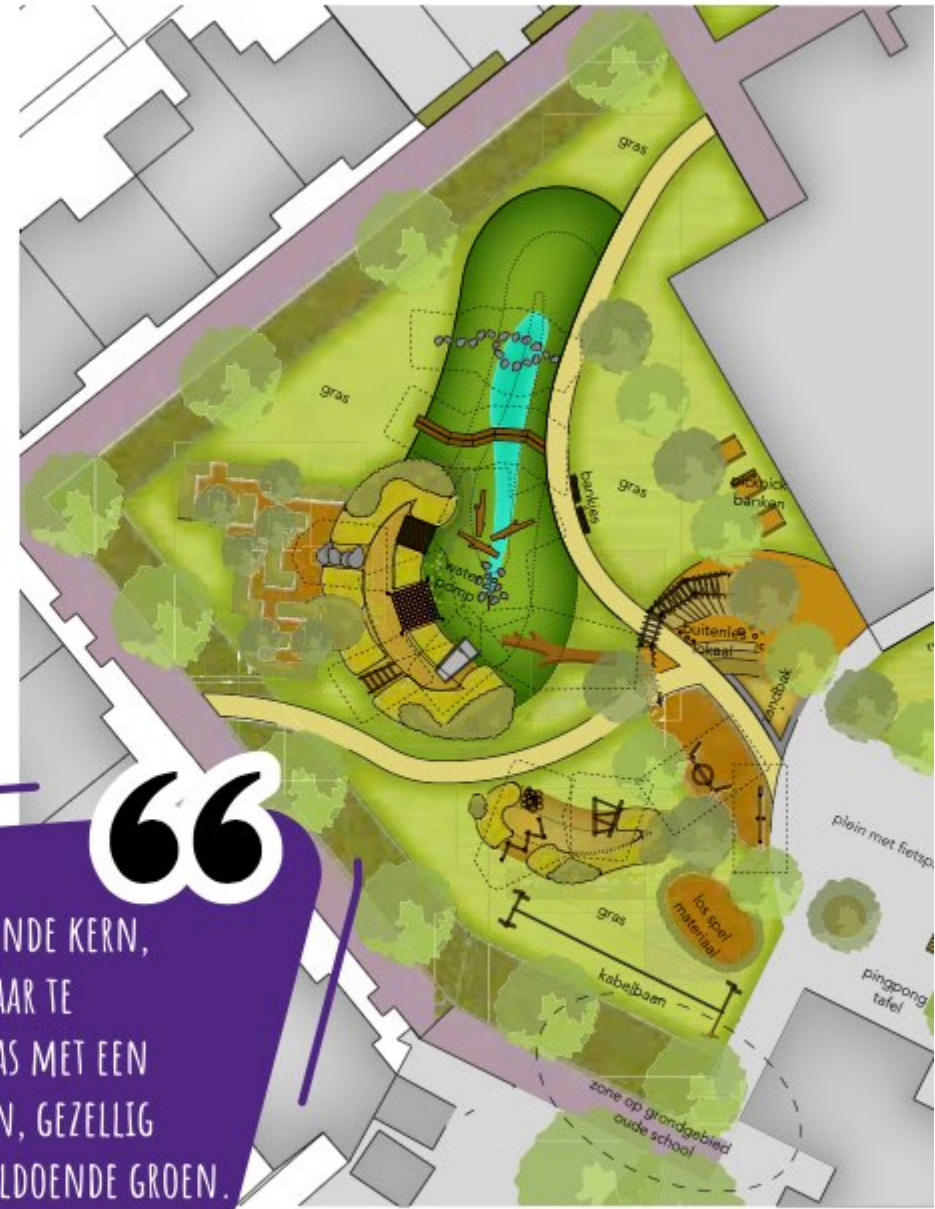 gras
gras
bankjes
gras
picknick
banken
water
pomp
buitenles
lokaal
zandbak
plein met fietsp
los spel
materiaal
gras
kabelbaan
pingpong
tafel
zone op grondgebied
oude school
“
NDE KERN,
AAR TE
AS MET EEN
N, GEZELLIG
LDOENDE GROEN.